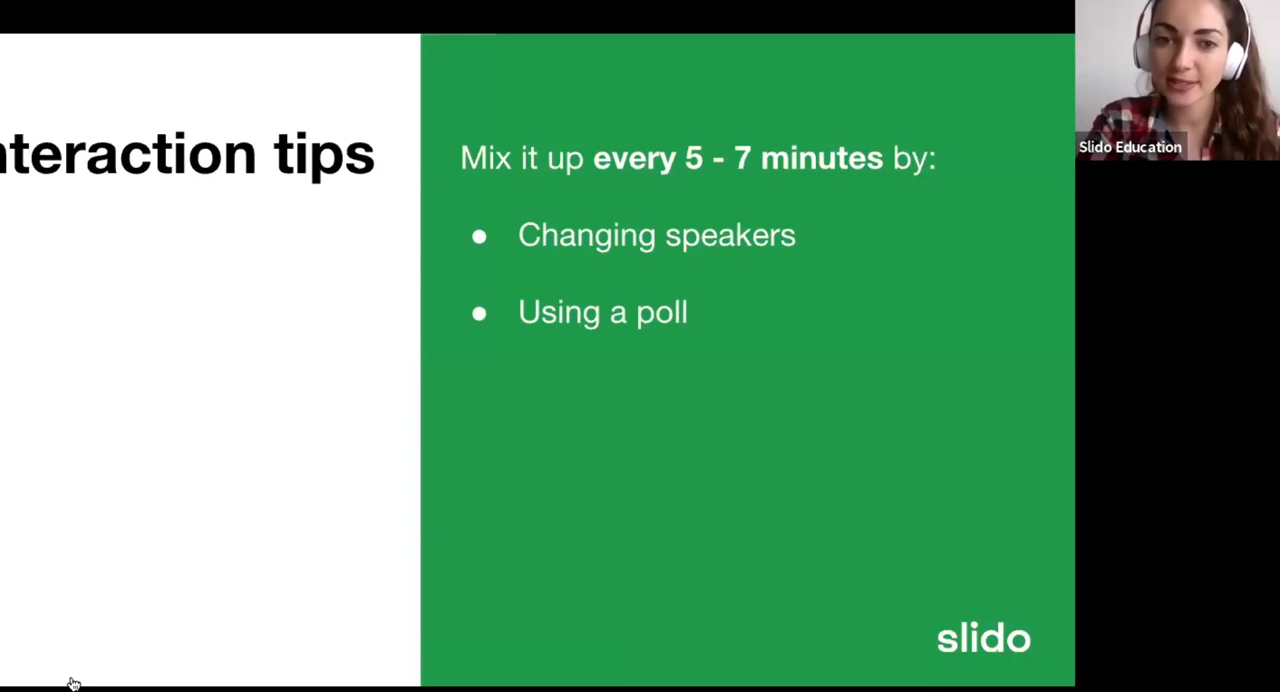 nteraction tips
Mix it up every 5 - 7 minutes by:
● Changing speakers
● Using a poll
Slido Education
slido